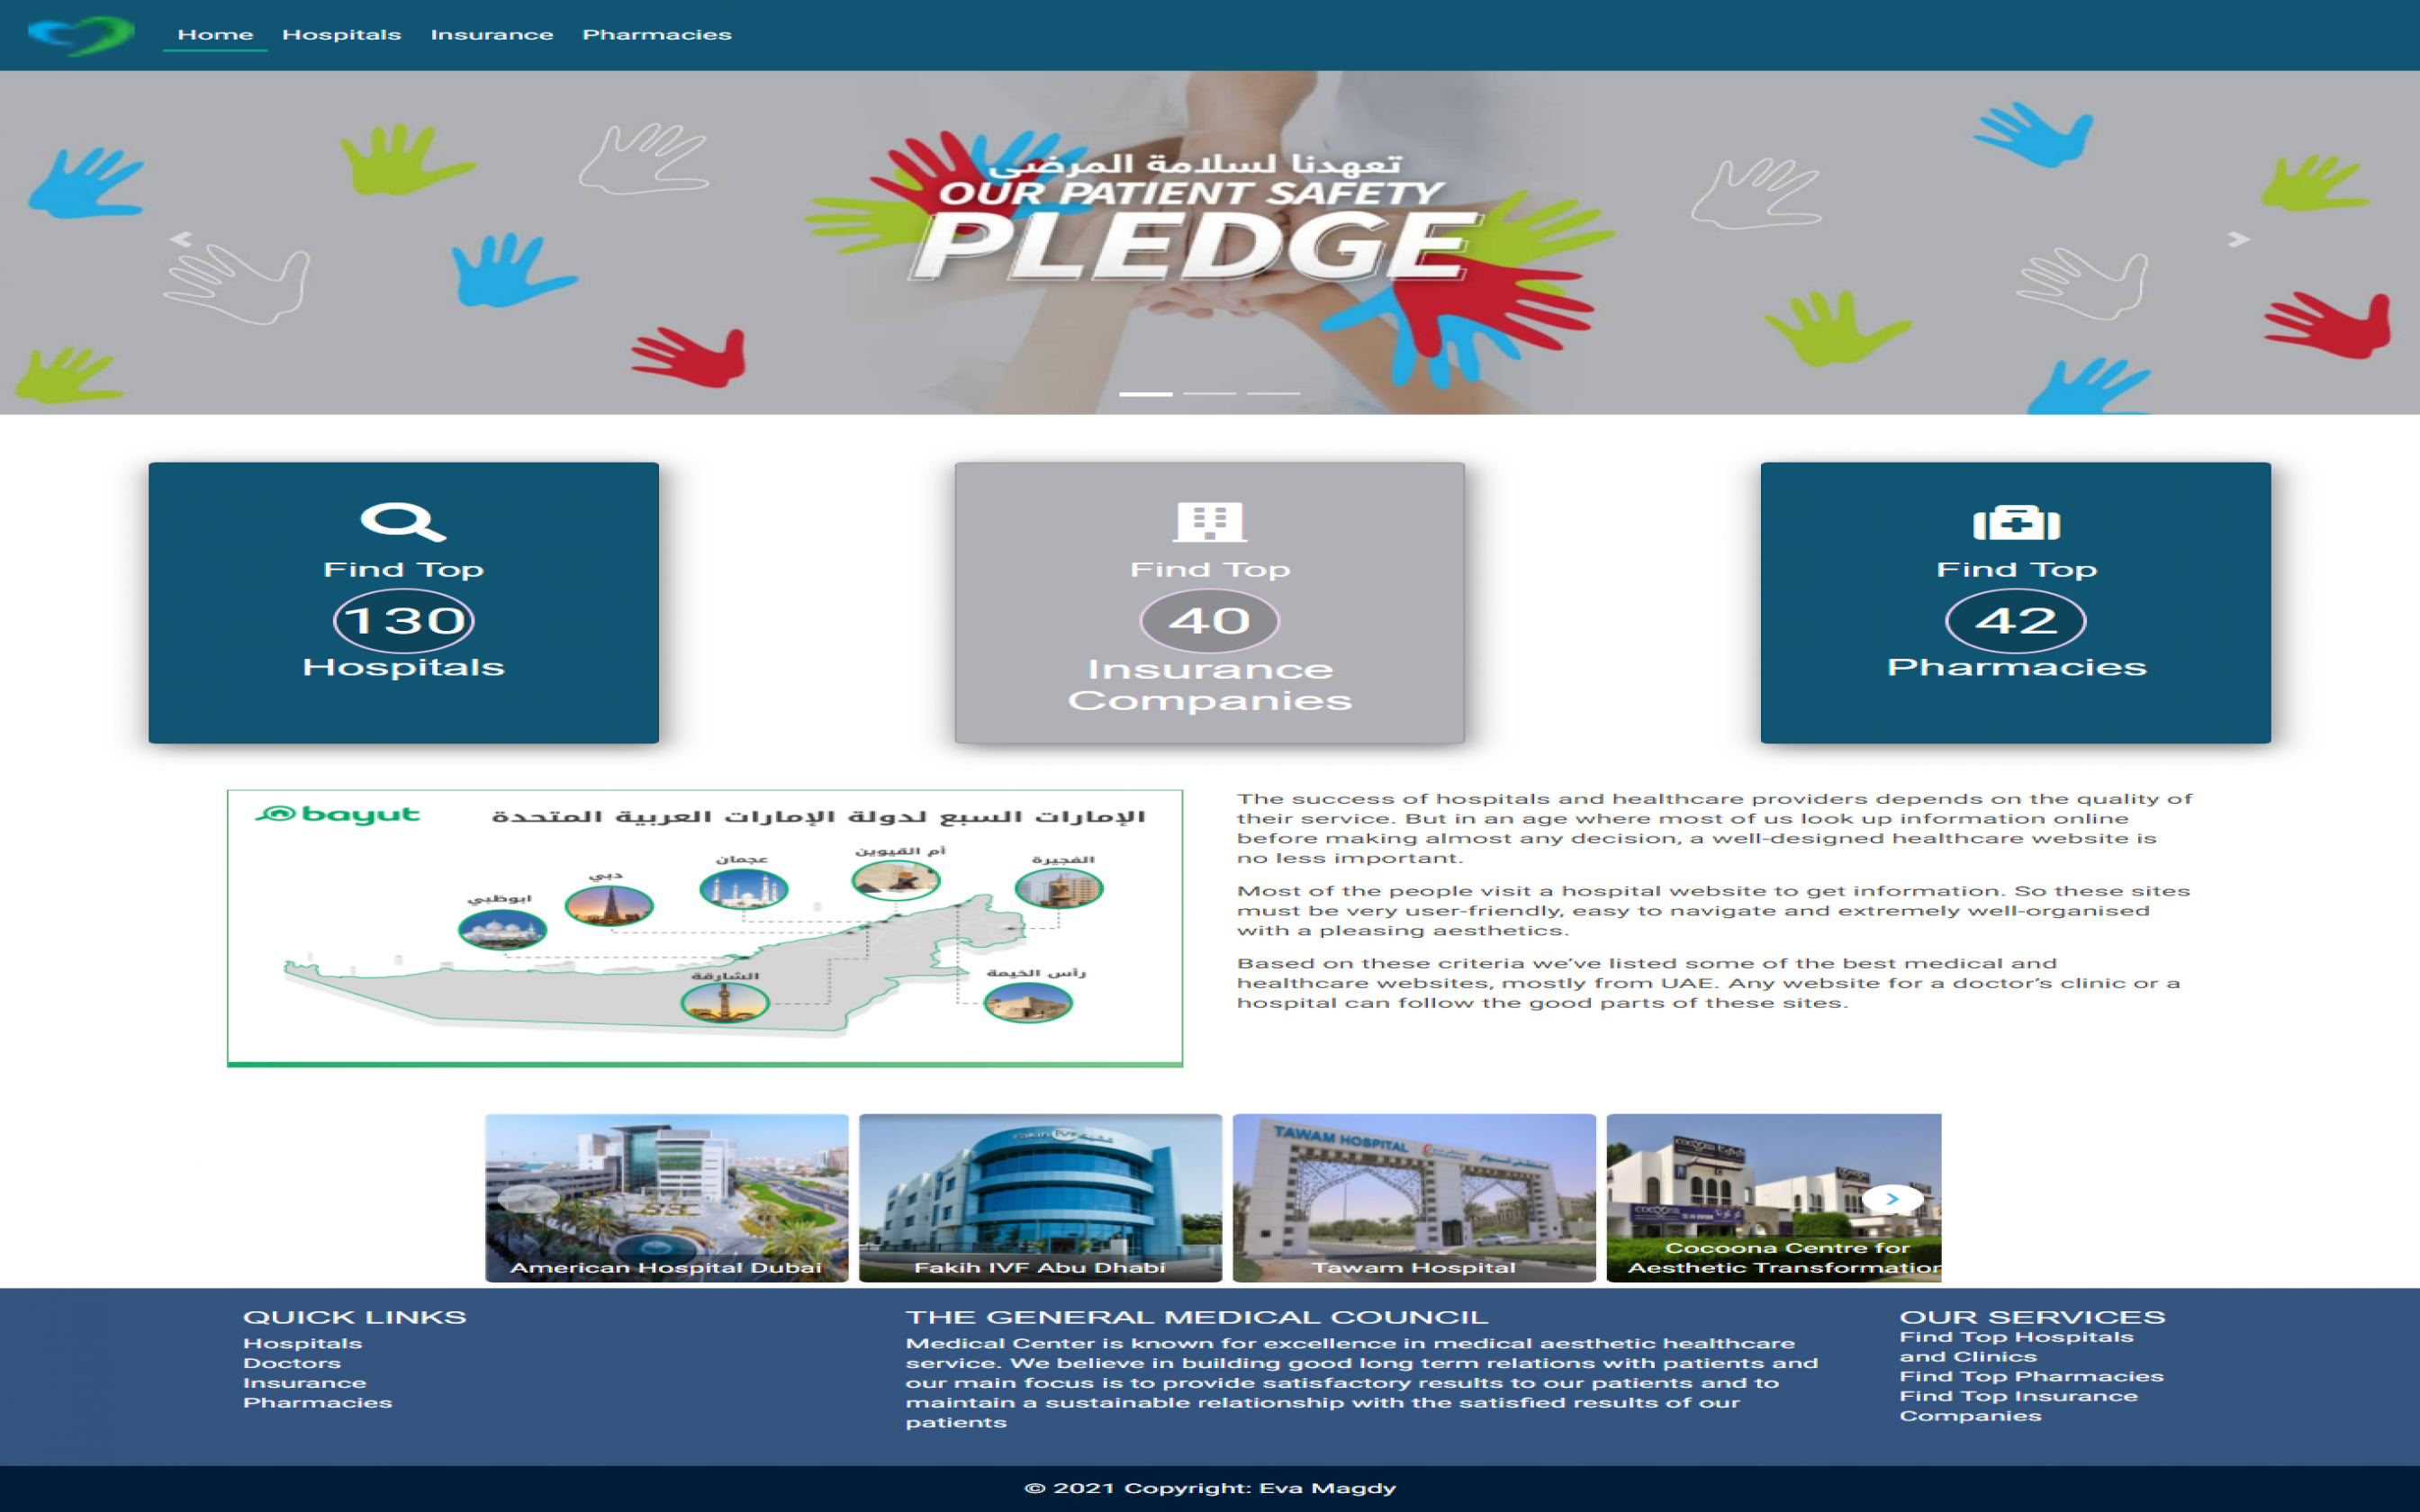 Home Hospitals Insurance Pharmacies
تعهدنا لسلامة المرضى
OUR PATIENT SAFETY
PLEDGE
Find Top
130
Hospitals
Find Top
40
Insurance
Companies
Find Top
42
Pharmacies
bayut
الإمارات السبع لدولة الإمارات العربية المتحدة
أم القيوين
عجمان
الفجيرة
دبي
ابوظبي
الشارقة
رأس الخيمة
The success of hospitals and healthcare providers depends on the quality of
their service. But in an age where most of us look up information online
before making almost any decision, a well-designed healthcare website is
no less important.
Most of the people visit a hospital website to get information. So these sites
must be very user-friendly, easy to navigate and extremely well-organised
with a pleasing aesthetics.
Based on these criteria we’ve listed some of the best medical and
healthcare websites, mostly from UAE. Any website for a doctor’s clinic or a
hospital can follow the good parts of these sites.
American Hospital Dubai
Fakih IVF
Fakih IVF Abu Dhabi
TAWAM HOSPITAL
Tawam Hospital
cocoona
cocoona
Cocoona Centre for
Aesthetic Transformation
QUICK LINKS
Hospitals
Doctors
Insurance
Pharmacies
THE GENERAL MEDICAL COUNCIL
Medical Center is known for excellence in medical aesthetic healthcare
service. We believe in building good long term relations with patients and
our main focus is to provide satisfactory results to our patients and to
maintain a sustainable relationship with the satisfied results of our
patients
OUR SERVICES
Find Top Hospitals
and Clinics
Find Top Pharmacies
Find Top Insurance
Companies
© 2021 Copyright: Eva Magdy